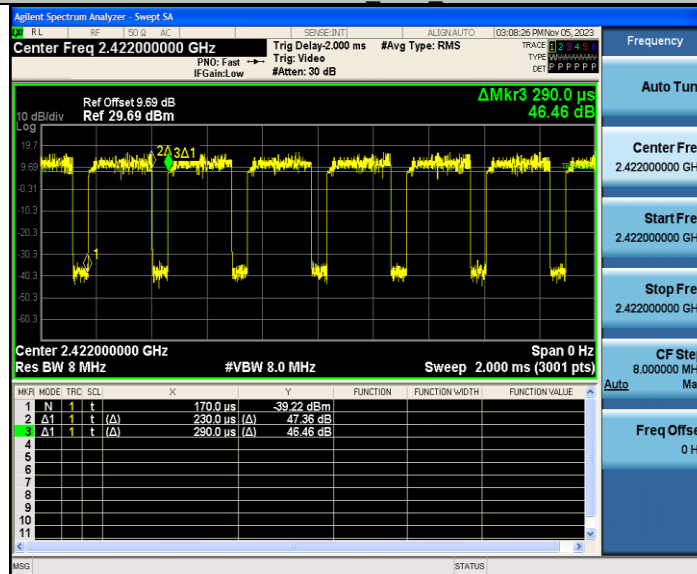 Agilent Spectrum Analyzer - Swept SA
RL RF 50 Ω AC SENSE:INT ALIGN AUTO 03:08:26 PM Nov 05, 2023
Center Freq 2.422000000 GHz
PNO: Fast
IFGain:Low
Trig Delay-2.000 ms
Trig: Video
#Atten: 30 dB
#Avg Type: RMS
TRACE 1 2 3 4 5 6
TYPE
DET P P P P P P
Ref Offset 9.69 dB
Ref 29.69 dBm
10 dB/div
Log
ΔMkr3 290.0 µs
46.46 dB
19.7
9.69
-0.31
-10.3
-20.3
-30.3
-40.3
-50.3
-60.3
2Δ 3Δ1
1
Center 2.422000000 GHz Span 0 Hz
Res BW 8 MHz #VBW 8.0 MHz Sweep 2.000 ms (3001 pts)
MKR MODE TRC SCL X Y FUNCTION FUNCTION WIDTH FUNCTION VALUE
1 N 1 t 170.0 µs -39.22 dBm
2 Δ1 1 t (Δ) 230.0 µs (Δ) 47.36 dB
3 Δ1 1 t (Δ) 290.0 µs (Δ) 46.46 dB
4
5
6
7
8
9
10
11
MSG STATUS
Frequency
Auto Tun
Center Fre
2.422000000 GH
Start Fre
2.422000000 GH
Stop Fre
2.422000000 GH
CF Ste
8.000000 MH
Auto Ma
Freq Offse
0 H